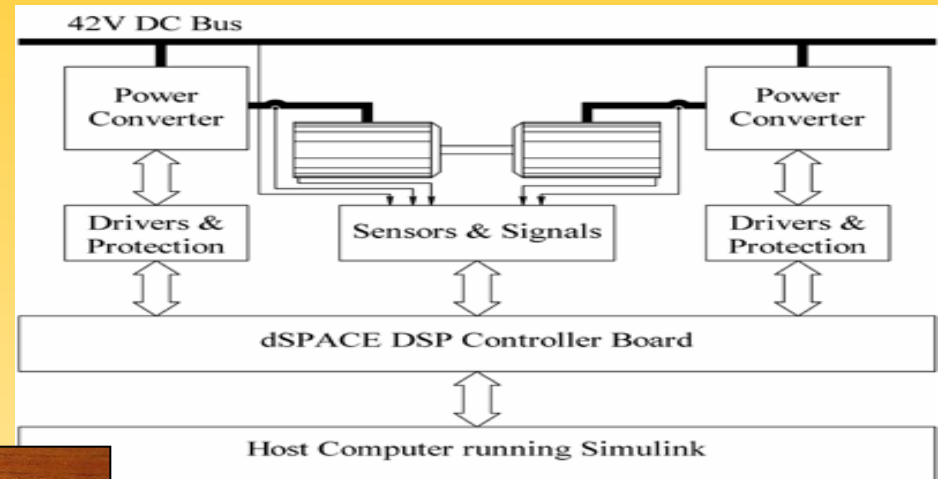 42V DC Bus
Power
Converter
Power
Converter
Drivers &
Protection
Sensors & Signals
Drivers &
Protection
dSPACE DSP Controller Board
Host Computer running Simulink